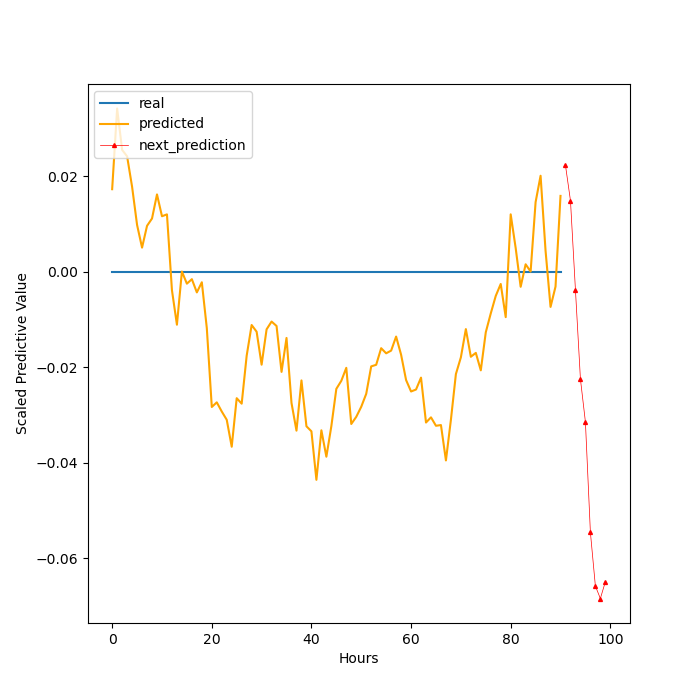 real
predicted
next_prediction
0.02
0.00
−0.02
−0.04
−0.06
Scaled Predictive Value
0 20 40 60 80 100
Hours